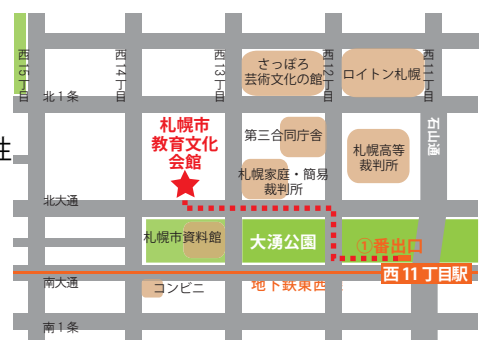 西15丁目
西14丁目
西13丁目
西12丁目
西11丁目
さっぽろ
芸術文化の館
ロイトン札幌
北1条
札幌市
教育文化
会館
第三合同庁舎
札幌高等
裁判所
石山通
性
札幌家庭・簡易
裁判所
北大通
札幌市資料館
大湧公園
①番出口
西11丁目駅
南大通
コンビニ
地下鉄東西
南1条